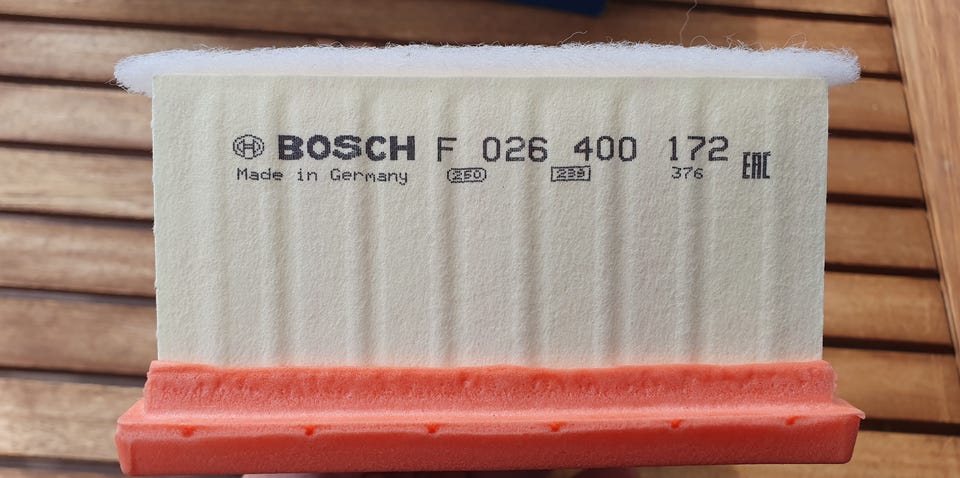 BOSCH F 026 400 172 EAC
Made in Germany 250 239 376